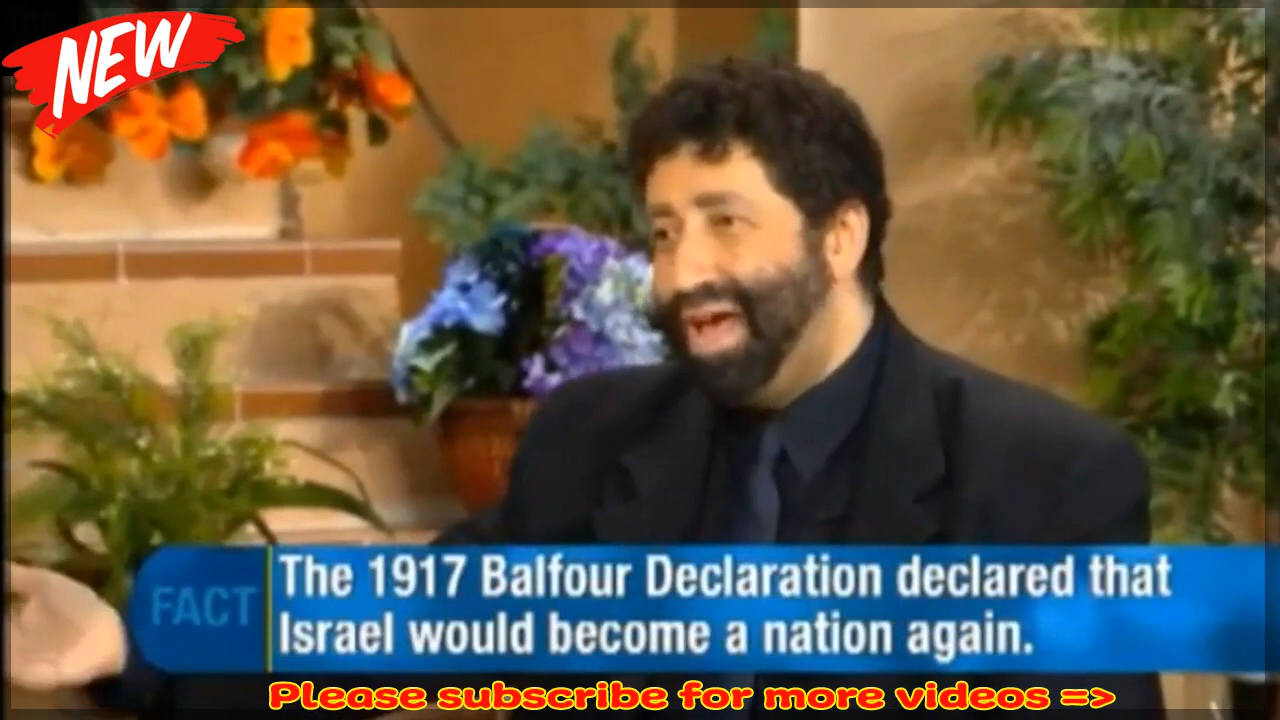 NEW
FACT
The 1917 Balfour Declaration declared that
Israel would become a nation again.
Please subscribe for more videos =>